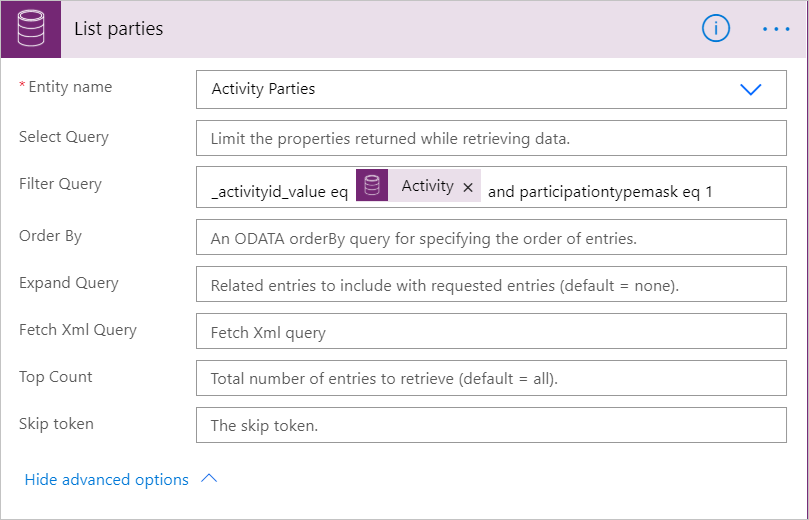 List parties
* Entity name Activity Parties
Select Query Limit the properties returned while retrieving data.
Filter Query _activityid_value eq Activity × and participationtypemask eq 1
Order By An ODATA orderBy query for specifying the order of entries.
Expand Query Related entries to include with requested entries (default = none).
Fetch Xml Query Fetch Xml query
Top Count Total number of entries to retrieve (default = all).
Skip token The skip token.
Hide advanced options